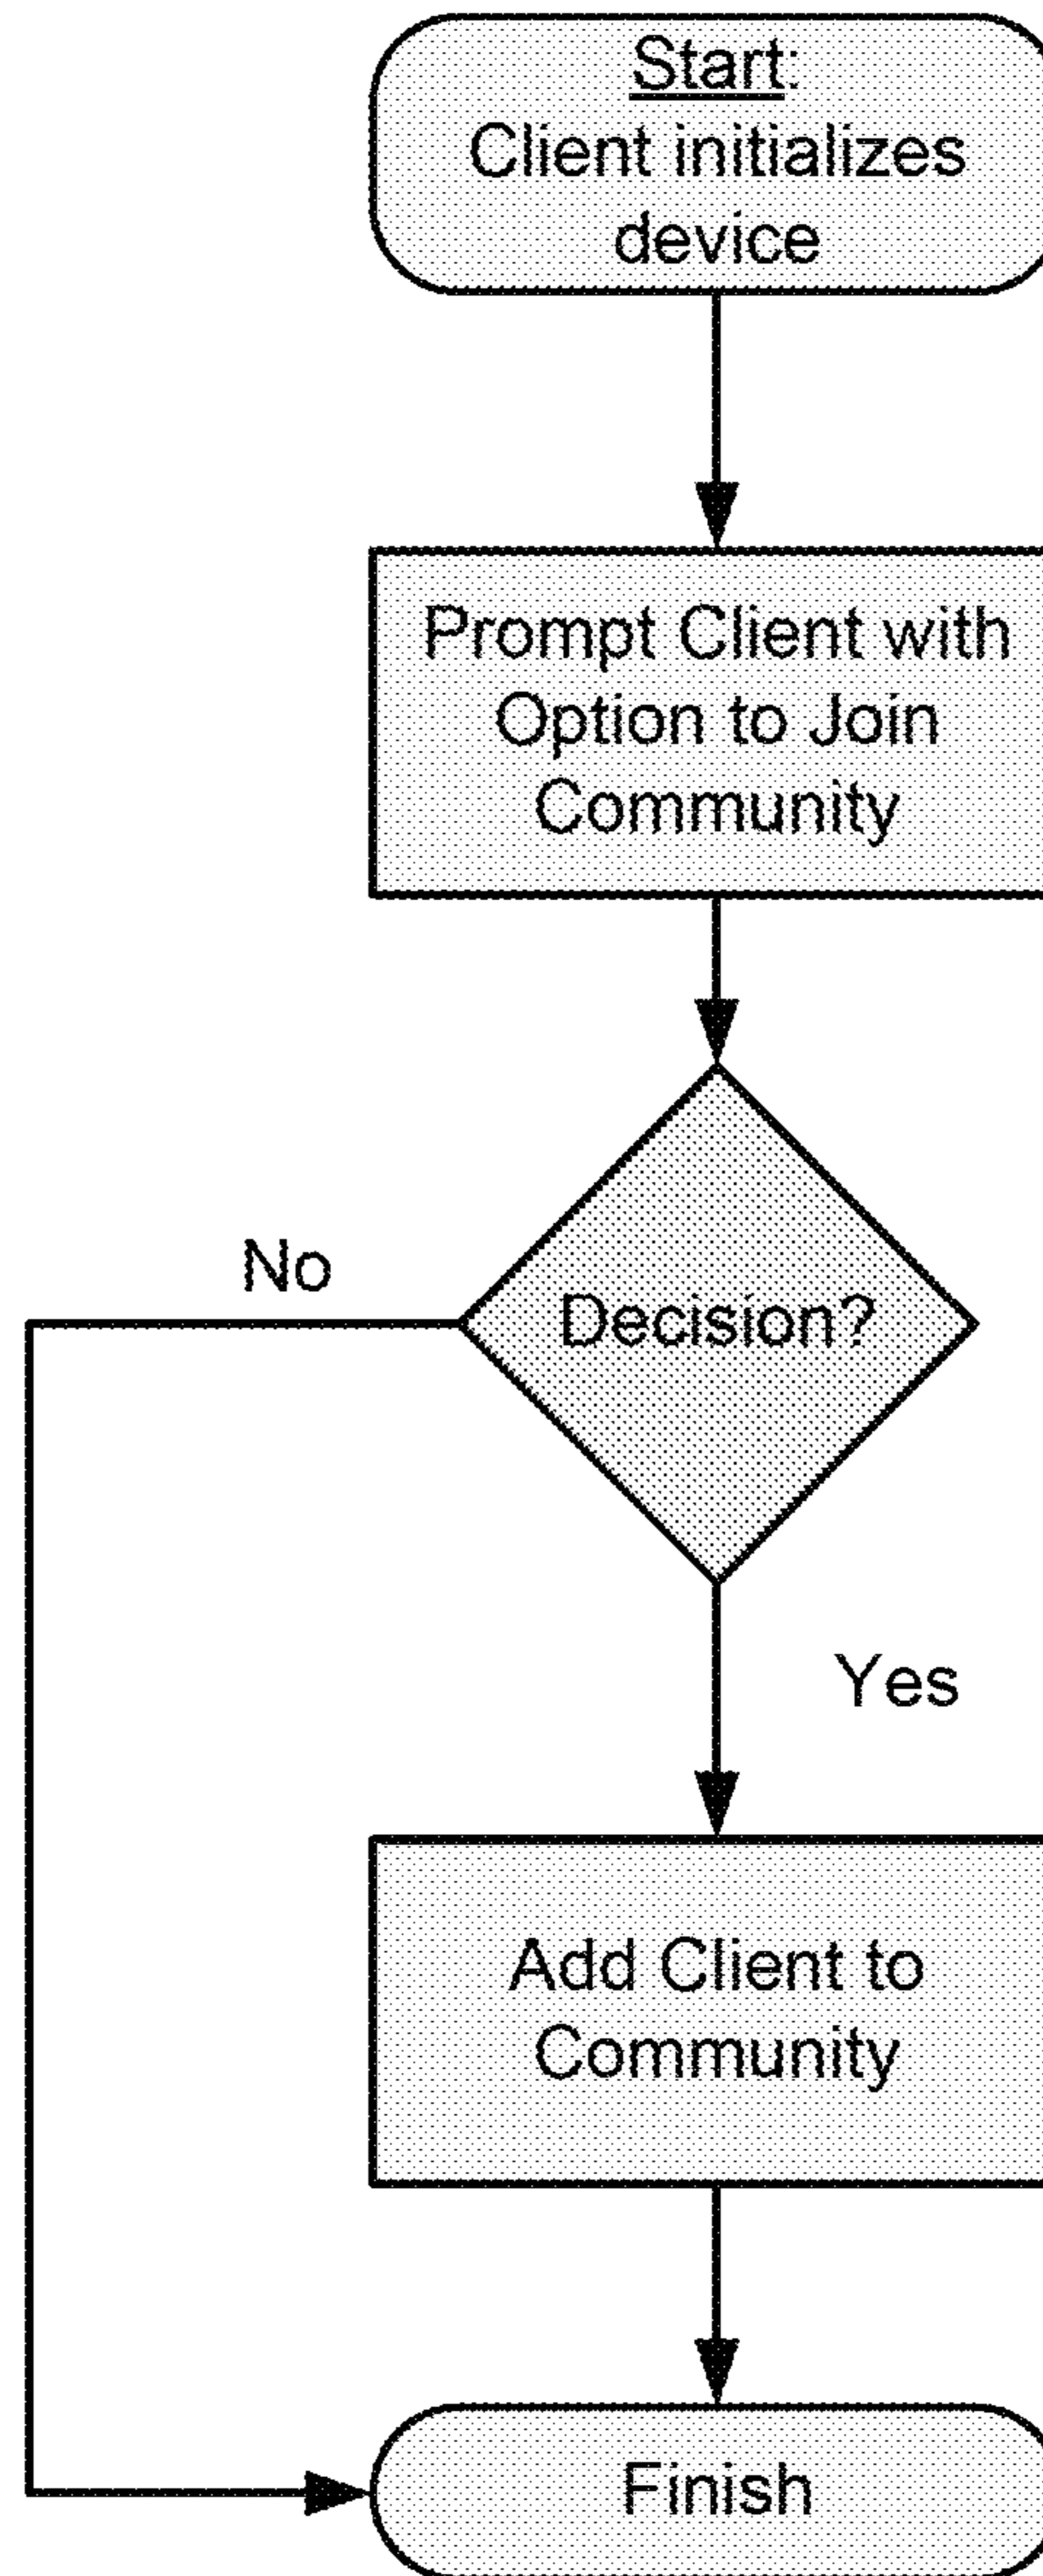 Start:
Client initializes
device
Prompt Client with
Option to Join
Community
No
Decision?
Yes
Add Client to
Community
Finish